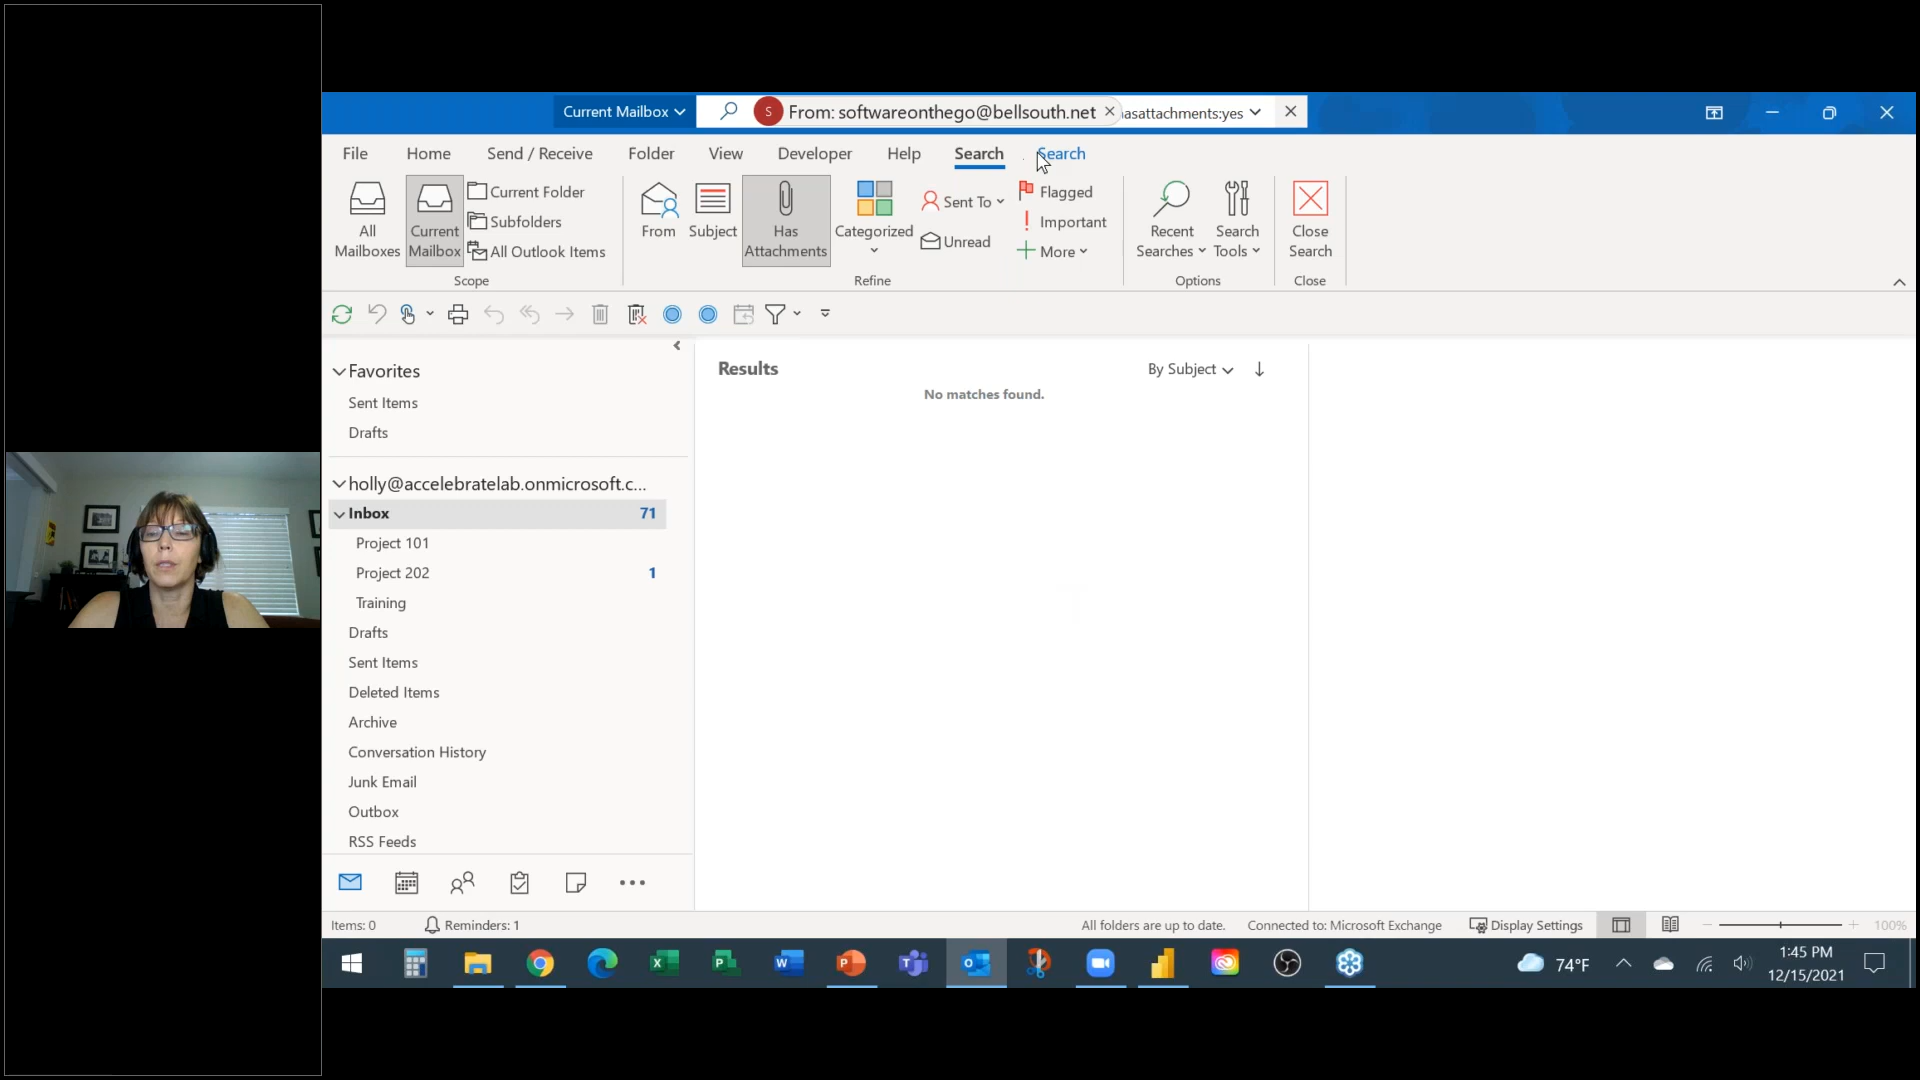 Current Mailbox
S From: softwareonthego@bellsouth.net
asattachments:yes
File Home Send / Receive Folder View Developer Help Search Search
All Mailboxes
Current Mailbox
Current Folder
Subfolders
All Outlook Items
Scope
From
Subject
Has Attachments
Categorized
Sent To
Unread
Flagged
Important
More
Refine
Recent Searches
Search Tools
Options
Close Search
Close
Favorites
Sent Items
Drafts
holly@accelebratelab.onmicrosoft.c...
Inbox 71
Project 101
Project 202 1
Training
Drafts
Sent Items
Deleted Items
Archive
Conversation History
Junk Email
Outbox
RSS Feeds
Results
By Subject
No matches found.
Items: 0
Reminders: 1
All folders are up to date.
Connected to: Microsoft Exchange
Display Settings
100%
74°F
1:45 PM
12/15/2021